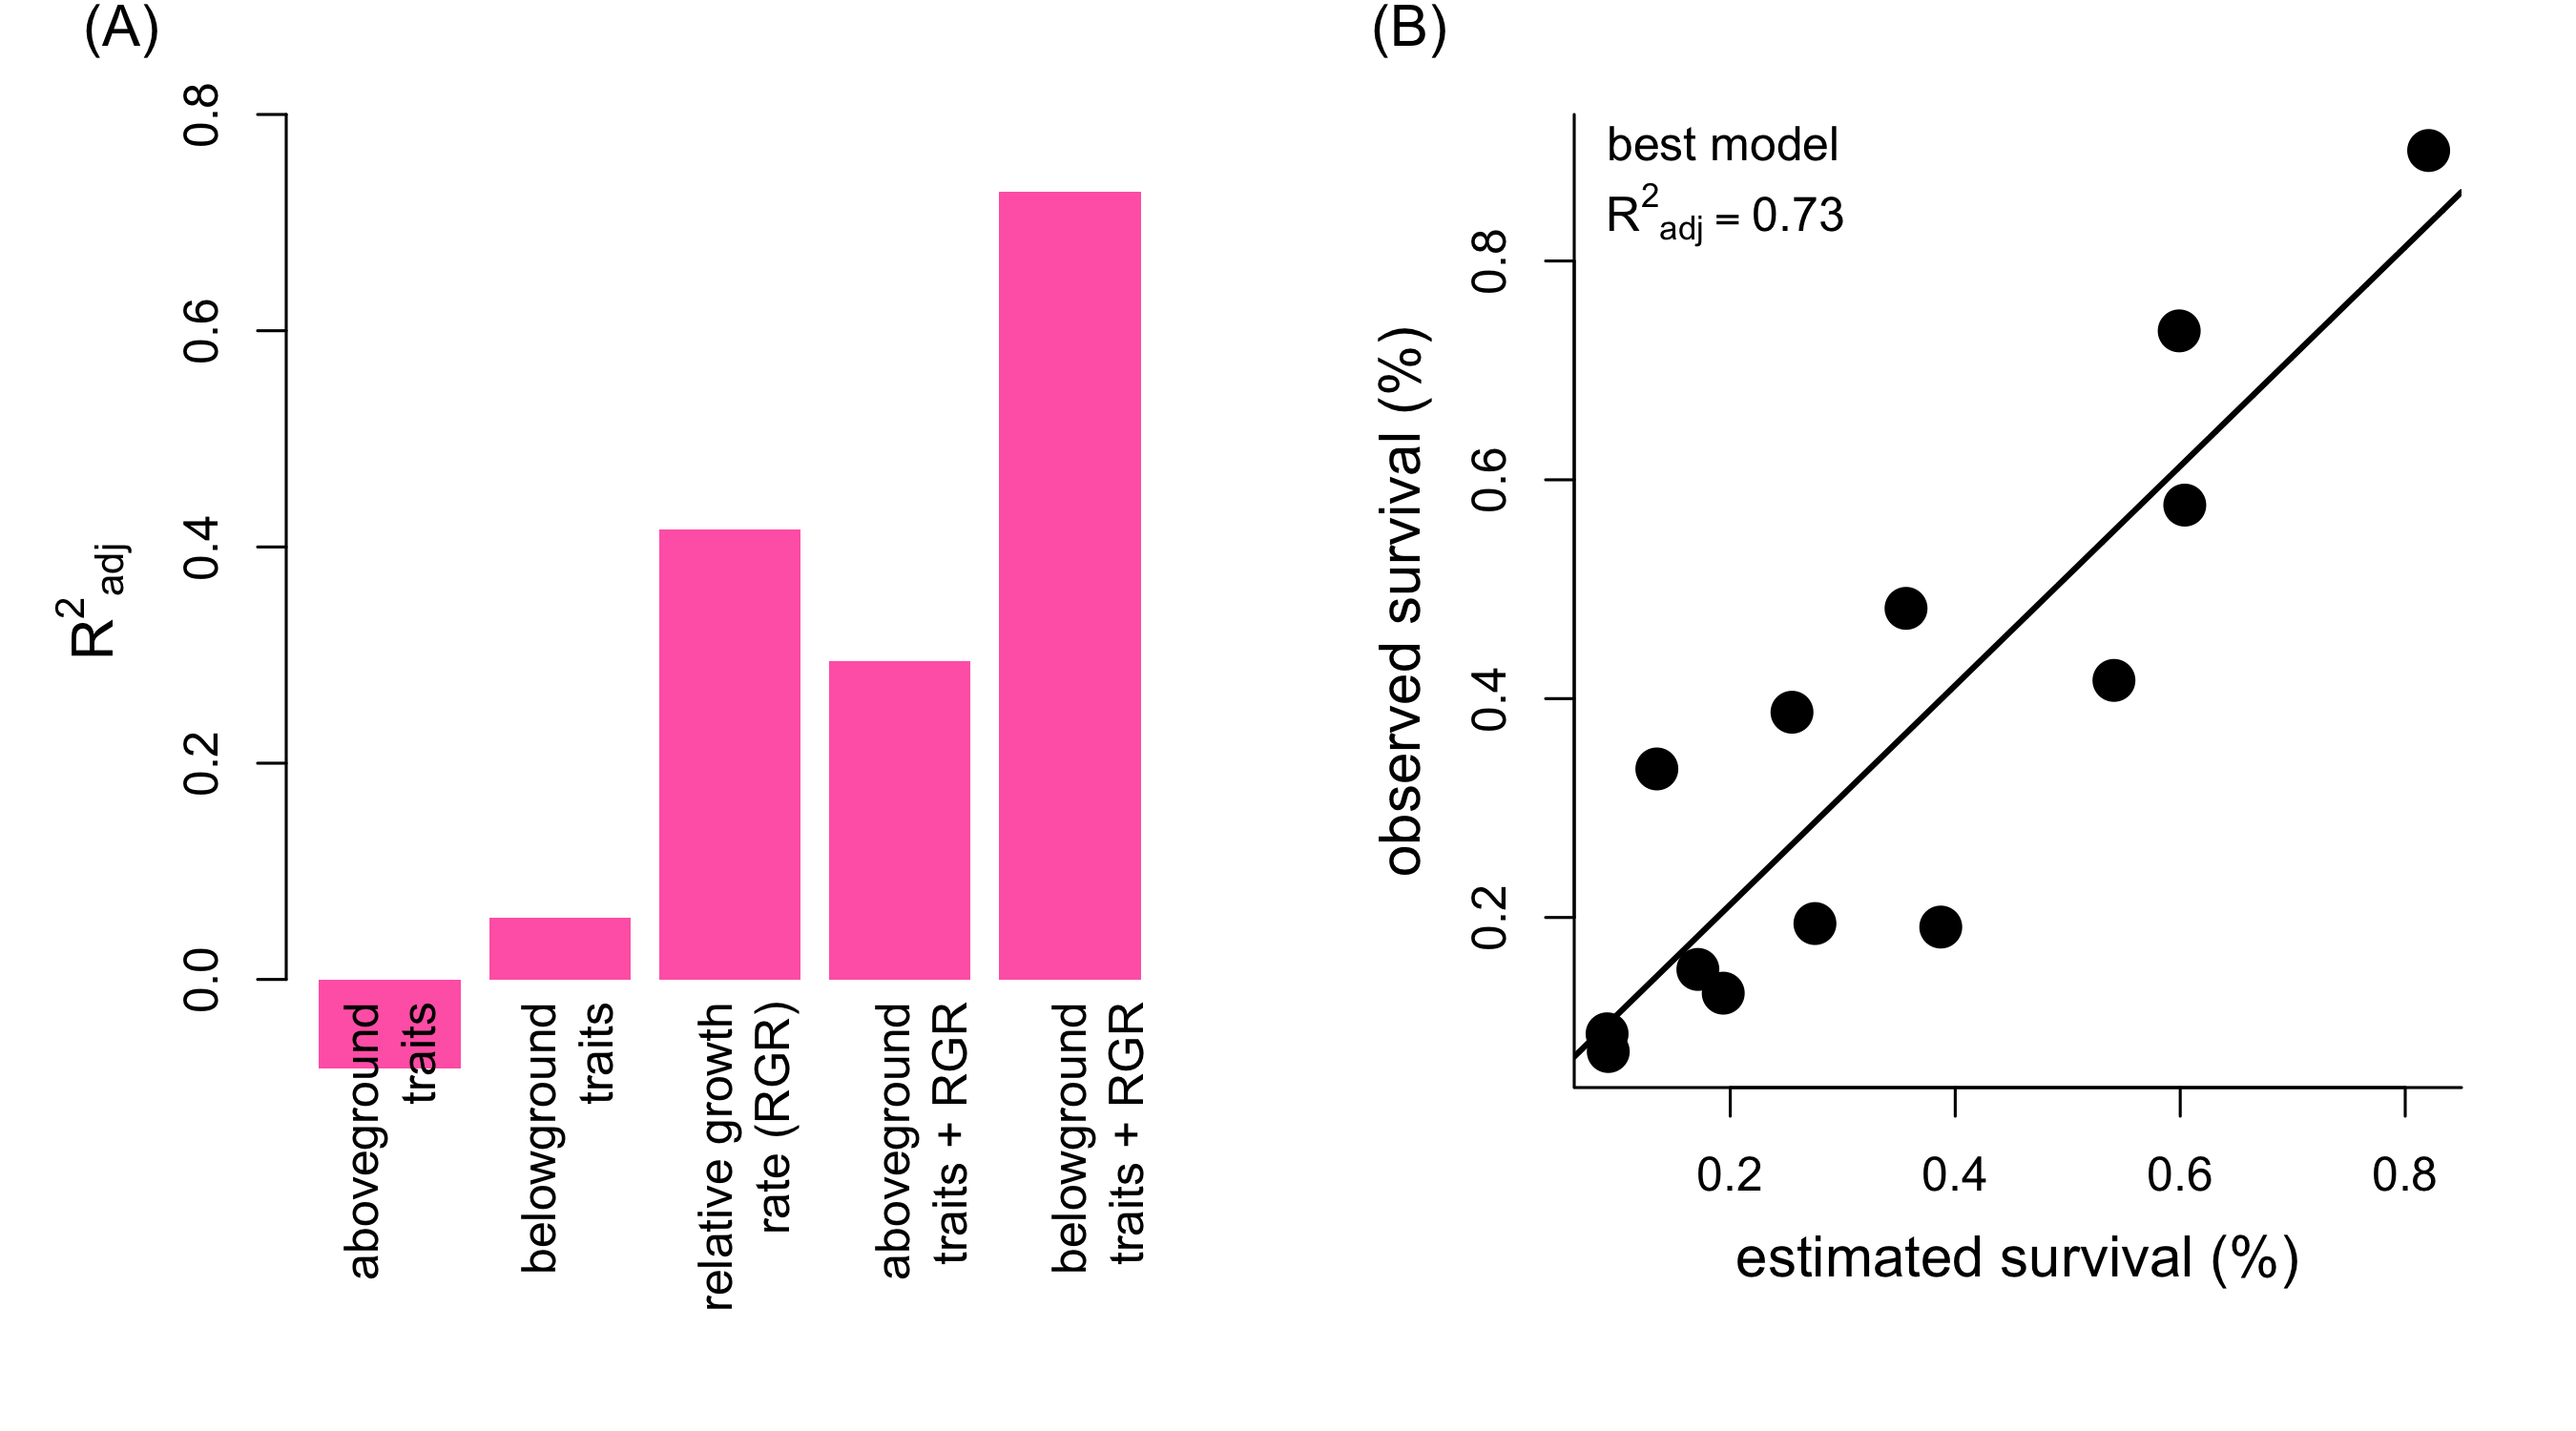 (A)
R²adj
0.8
0.6
0.4
0.2
0.0
aboveground
traits
belowground
traits
relative growth
rate (RGR)
aboveground
traits + RGR
belowground
traits + RGR
(B)
best model
R²adj = 0.73
observed survival (%)
0.8
0.6
0.4
0.2
0.2 0.4 0.6 0.8
estimated survival (%)